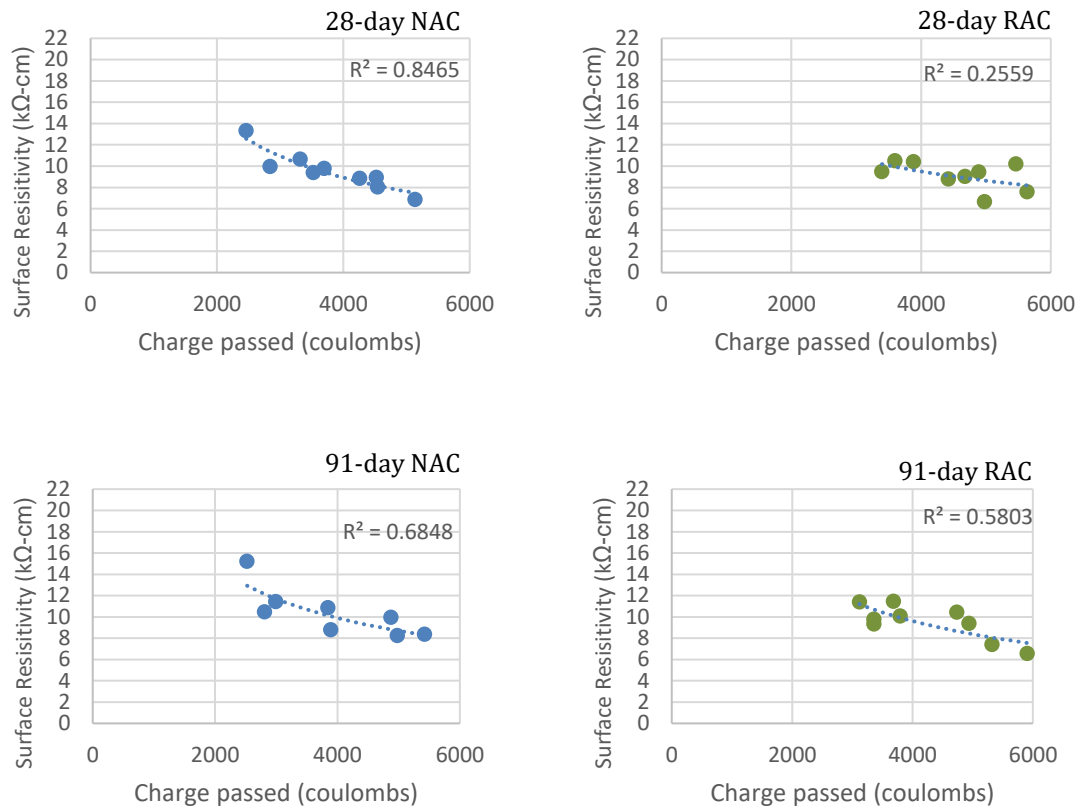 28-day NAC
R² = 0.8465
Surface Resisitivity (kΩ-cm)
22
20
18
16
14
12
10
8
6
4
2
0
0 2000 4000 6000
Charge passed (coulombs)
28-day RAC
R² = 0.2559
Surface Resisitivity (kΩ-cm)
22
20
18
16
14
12
10
8
6
4
2
0
0 2000 4000 6000
Charge passed (coulombs)
91-day NAC
R² = 0.6848
Surface Resisitivity (kΩ-cm)
22
20
18
16
14
12
10
8
6
4
2
0
0 2000 4000 6000
Charge passed (coulombs)
91-day RAC
R² = 0.5803
Surface Resisitivity (kΩ-cm)
22
20
18
16
14
12
10
8
6
4
2
0
0 2000 4000 6000
Charge passed (coulombs)